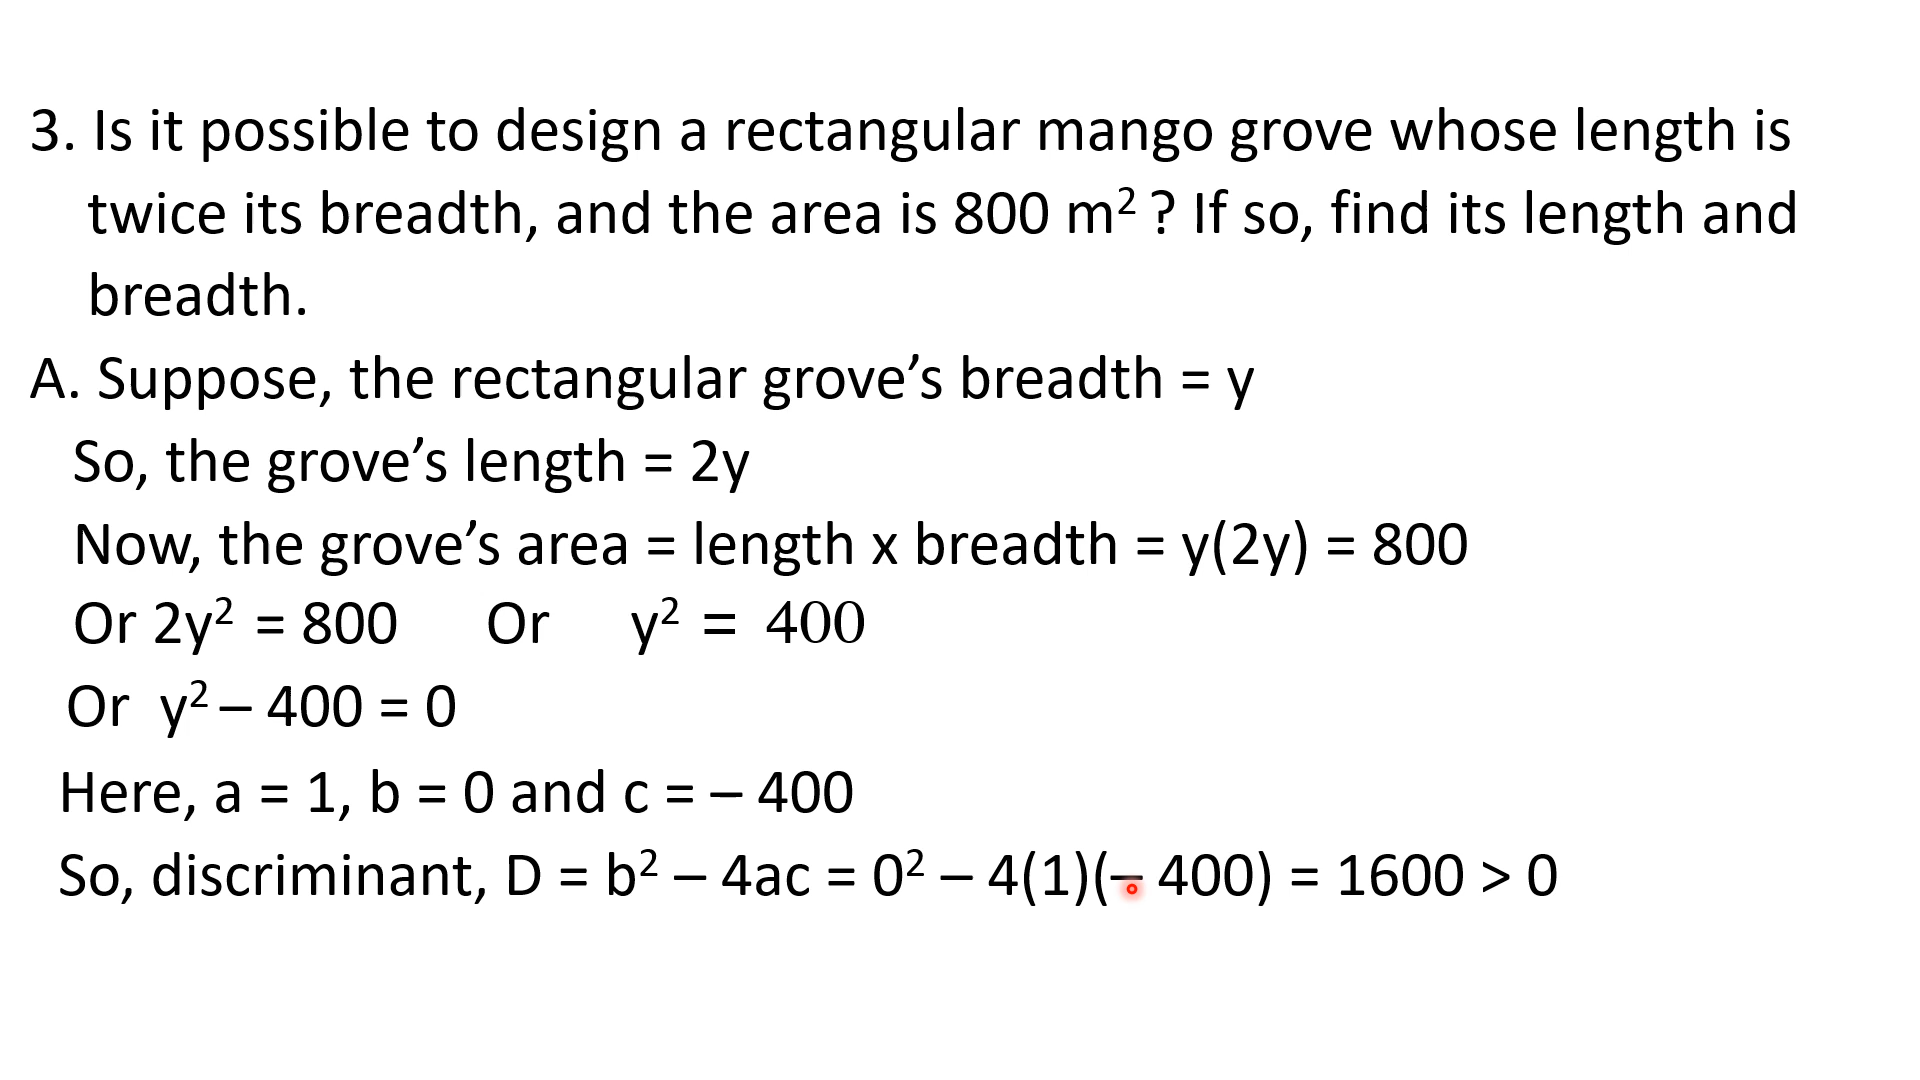 3. Is it possible to design a rectangular mango grove whose length is
twice its breadth, and the area is 800 m² ? If so, find its length and
breadth.
A. Suppose, the rectangular grove’s breadth = y
So, the grove’s length = 2y
Now, the grove’s area = length x breadth = y(2y) = 800
Or 2y² = 800 Or y² = 400
Or y² – 400 = 0
Here, a = 1, b = 0 and c = – 400
So, discriminant, D = b² – 4ac = 0² – 4(1)(– 400) = 1600 > 0